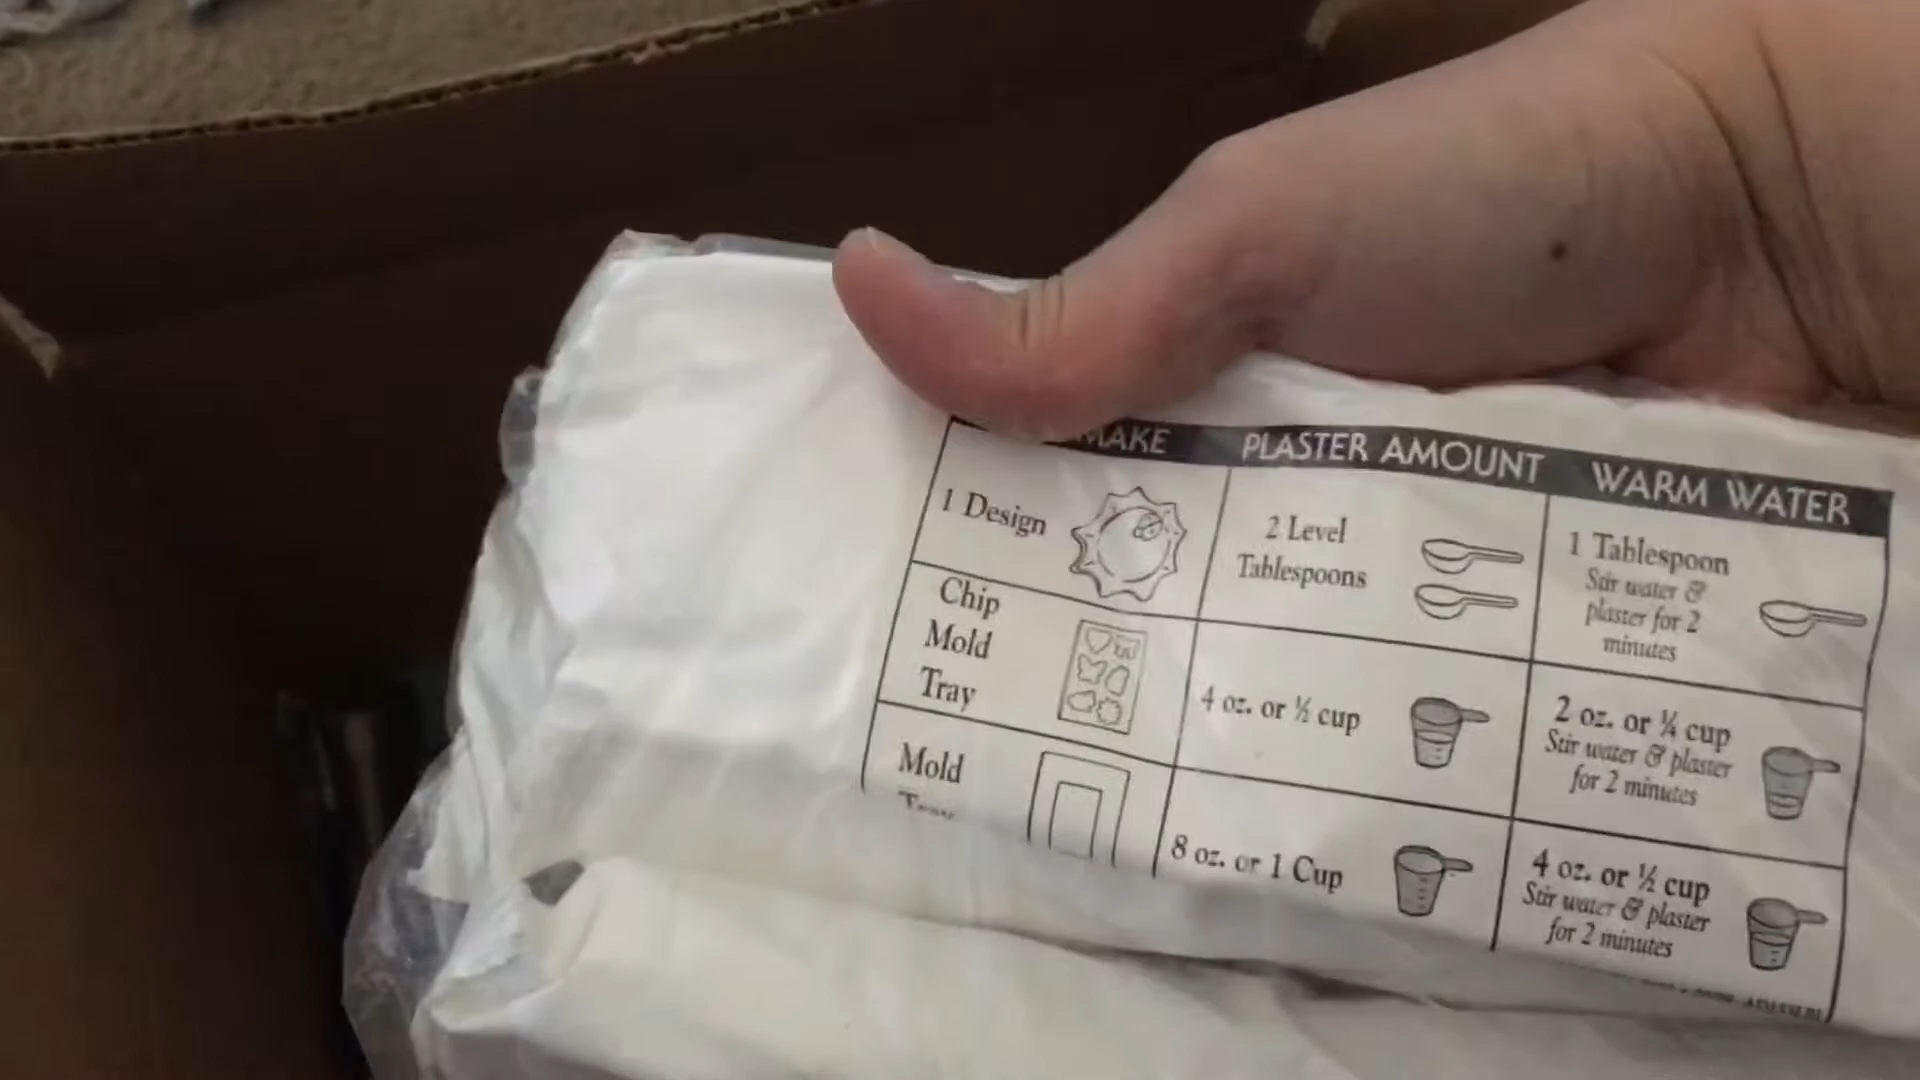 MAKE PLASTER AMOUNT WARM WATER
1 Design
2 Level
Tablespoons
1 Tablespoon
Stir water &
plaster for 2
minutes
Chip
Mold
Tray
4 oz. or ½ cup
2 oz. or ¼ cup
Stir water & plaster
for 2 minutes
Mold
Tray
8 oz. or 1 Cup
4 oz. or ½ cup
Stir water & plaster
for 2 minutes